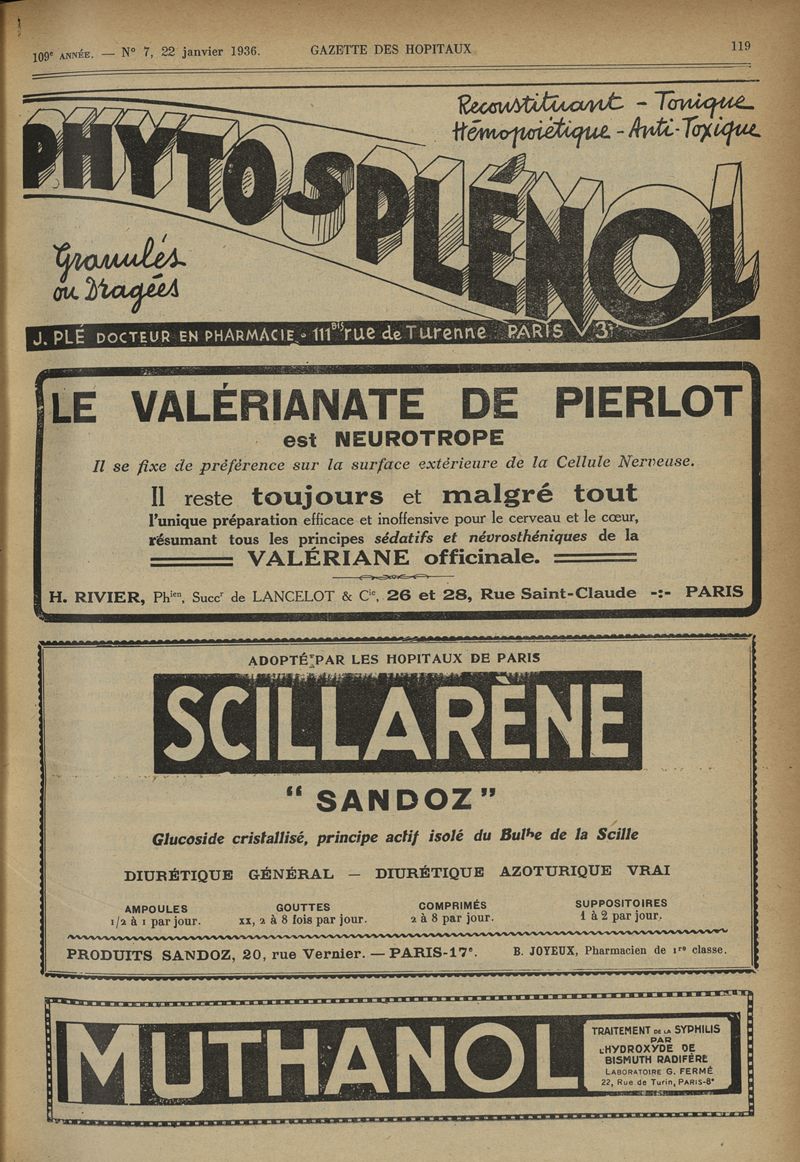 109e ANNÉE. — N° 7, 22 janvier 1936. GAZETTE DES HOPITAUX 119
Reconstituant - Tonique
Hémopoiétique - Anti-Toxique
PHYTOSPLÉNOL
Granulés
ou Dragées
J. PLÉ DOCTEUR EN PHARMACIE - 111BIS rue de Turenne PARIS 3e
LE VALÉRIANATE DE PIERLOT
est NEUROTROPE
Il se fixe de préférence sur la surface extérieure de la Cellule Nerveuse.
Il reste toujours et malgré tout
l'unique préparation efficace et inoffensive pour le cerveau et le cœur,
résumant tous les principes sédatifs et névrosthéniques de la
VALÉRIANE officinale.
H. RIVIER, Phien, Succr de LANCELOT & Cie, 26 et 28, Rue Saint-Claude -:- PARIS
ADOPTÉ PAR LES HOPITAUX DE PARIS
SCILLARÈNE
“ SANDOZ ”
Glucoside cristallisé, principe actif isolé du Bulbe de la Scille
DIURÉTIQUE GÉNÉRAL — DIURÉTIQUE AZOTURIQUE VRAI
AMPOULES GOUTTES COMPRIMÉS SUPPOSITOIRES
1/2 à 1 par jour. XX, 2 à 8 fois par jour. 2 à 8 par jour. 1 à 2 par jour.
PRODUITS SANDOZ, 20, rue Vernier. — PARIS-17e. B. JOYEUX, Pharmacien de 1re classe.
MUTHANOL
TRAITEMENT DE LA SYPHILIS
PAR
L'HYDROXYDE DE
BISMUTH RADIFÈRE
LABORATOIRE G. FERMÉ
22, Rue de Turin, PARIS-8e